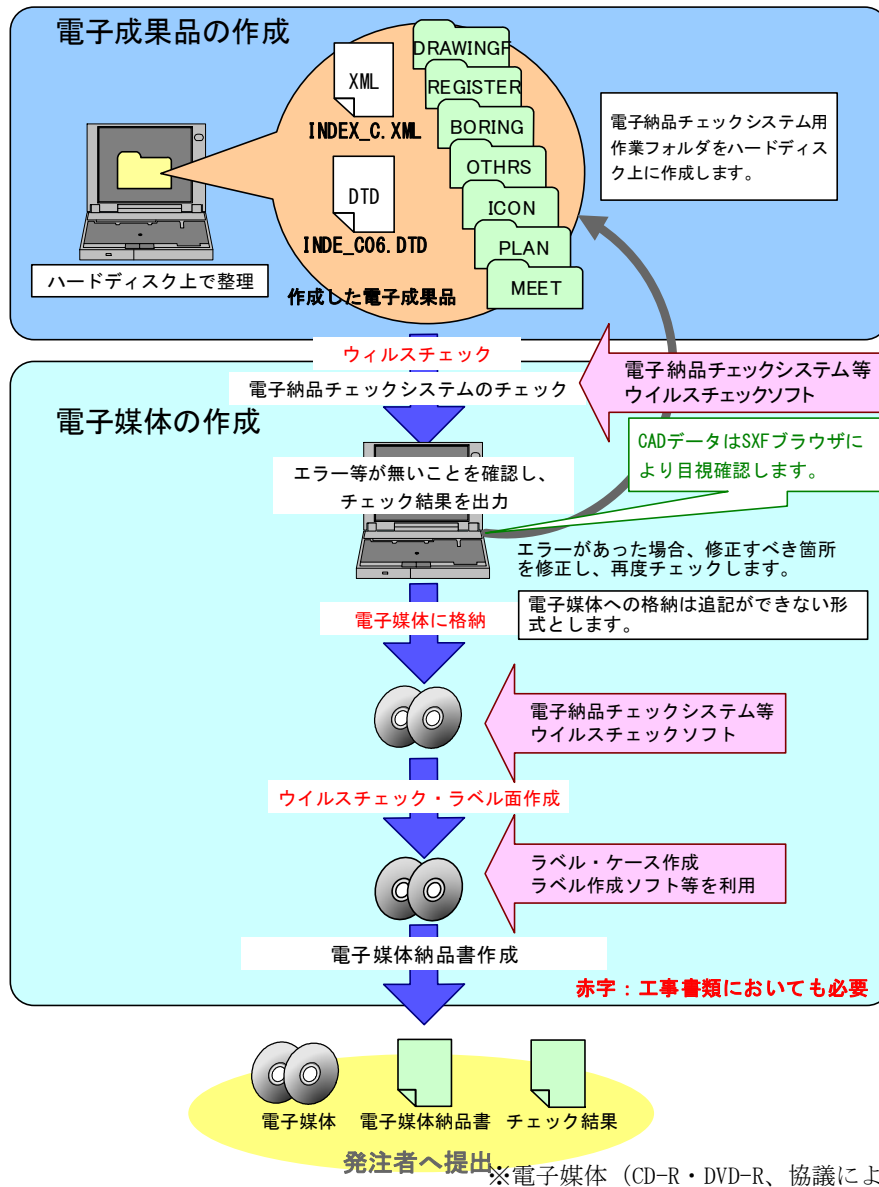 電子成果品の作成
XML
INDEX_C.XML
DTD
INDE_C06.DTD
DRAWINGF
REGISTER
BORING
OTHRS
ICON
PLAN
MEET
ハードディスク上で整理
作成した電子成果品
電子納品チェックシステム用
作業フォルダをハードディス
ク上に作成します。
ウィルスチェック
電子納品チェックシステムのチェック
電子納品チェックシステム等
ウイルスチェックソフト
電子媒体の作成
CADデータはSXFブラウザに
より目視確認します。
エラー等が無いことを確認し、
チェック結果を出力
エラーがあった場合、修正すべき箇所
を修正し、再度チェックします。
電子媒体に格納
電子媒体への格納は追記ができない形
式とします。
電子納品チェックシステム等
ウイルスチェックソフト
ウイルスチェック・ラベル面作成
ラベル・ケース作成
ラベル作成ソフト等を利用
電子媒体納品書作成
赤字：工事書類においても必要
電子媒体
電子媒体納品書
チェック結果
発注者へ提出
※電子媒体（CD-R・DVD-R、協議によ